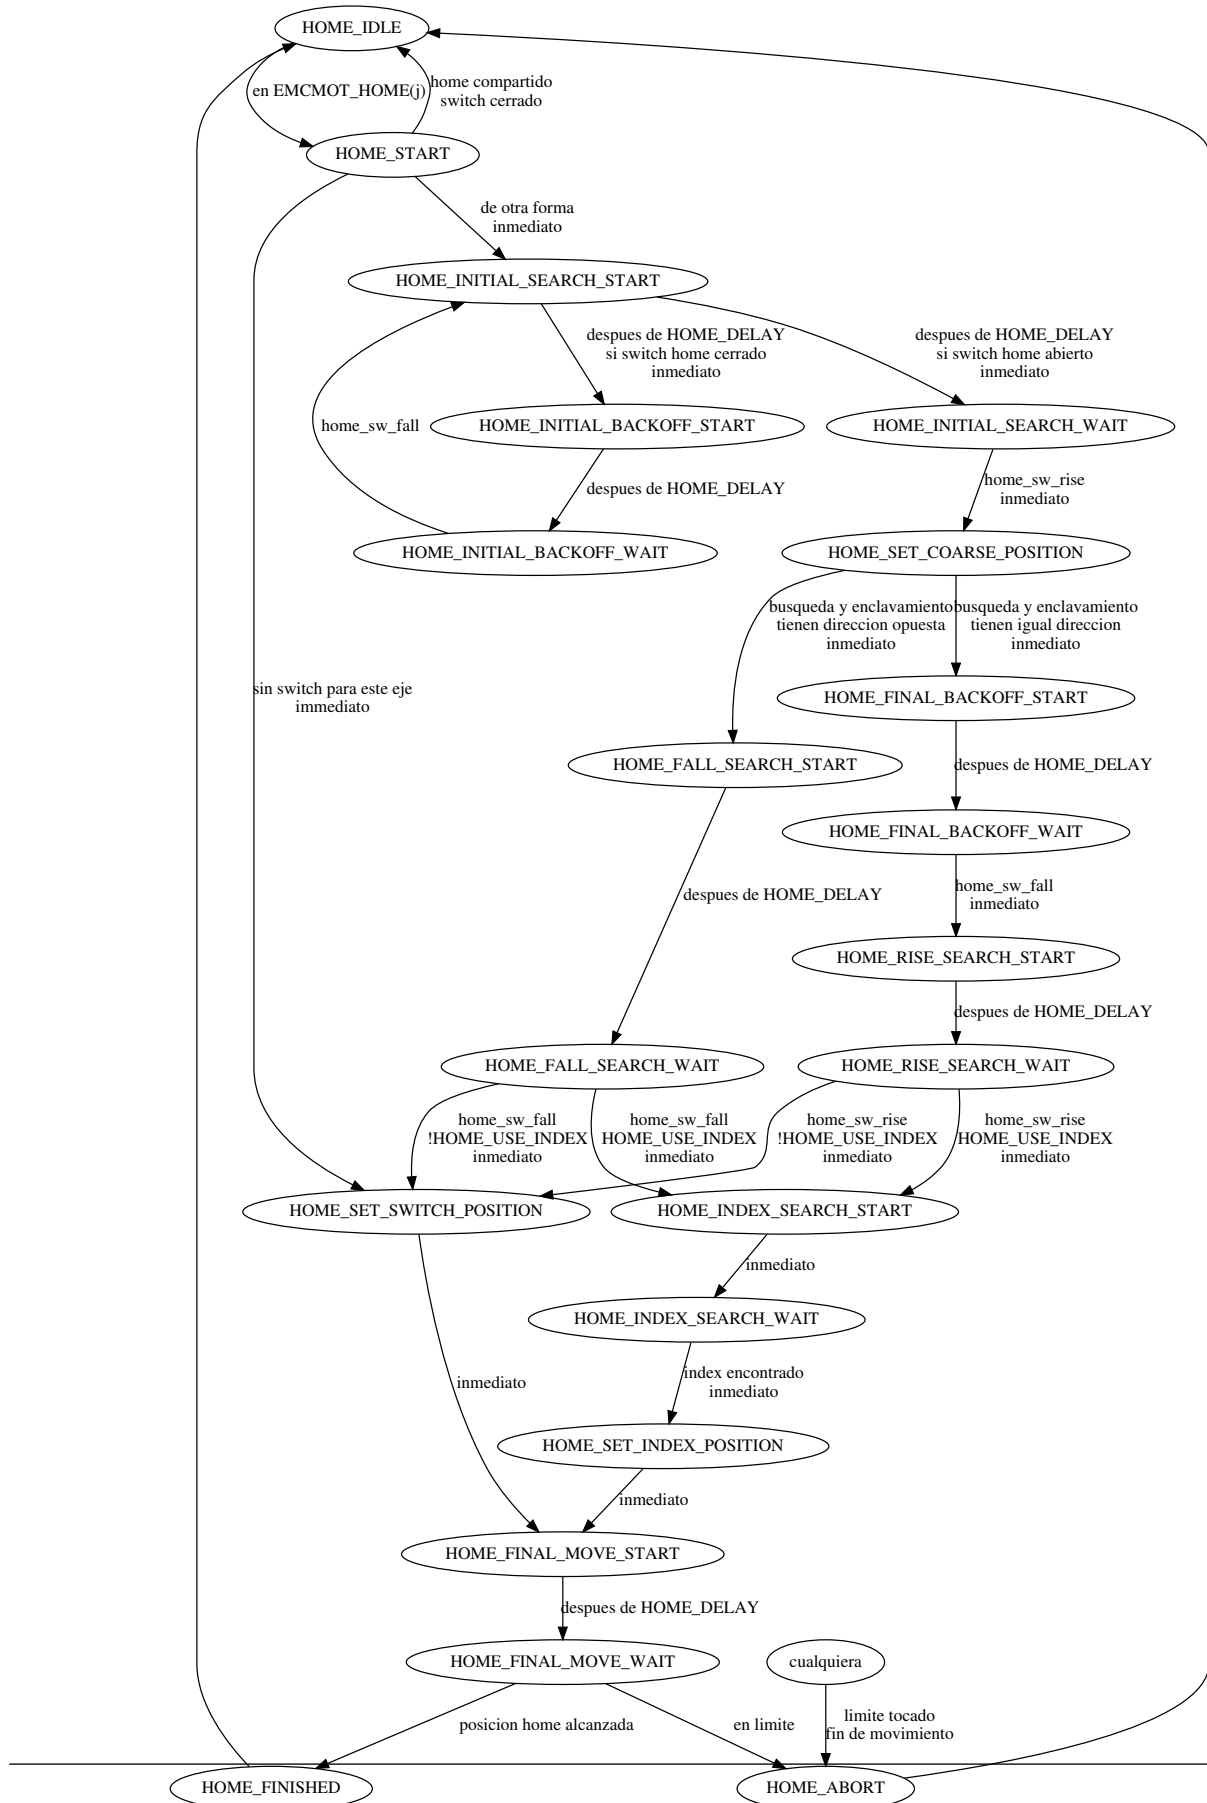 HOME_IDLE
en EMCMOT_HOME(j)
home compartido
switch cerrado
HOME_START
de otra forma
inmediato
HOME_INITIAL_SEARCH_START
despues de HOME_DELAY
si switch home cerrado
inmediato
despues de HOME_DELAY
si switch home abierto
inmediato
home_sw_fall
HOME_INITIAL_BACKOFF_START
HOME_INITIAL_SEARCH_WAIT
despues de HOME_DELAY
home_sw_rise
inmediato
HOME_INITIAL_BACKOFF_WAIT
HOME_SET_COARSE_POSITION
busqueda y enclavamiento
tienen direccion opuesta
inmediato
busqueda y enclavamiento
tienen igual direccion
inmediato
sin switch para este eje
immediato
HOME_FINAL_BACKOFF_START
HOME_FALL_SEARCH_START
despues de HOME_DELAY
HOME_FINAL_BACKOFF_WAIT
despues de HOME_DELAY
home_sw_fall
inmediato
HOME_RISE_SEARCH_START
despues de HOME_DELAY
HOME_FALL_SEARCH_WAIT
HOME_RISE_SEARCH_WAIT
home_sw_fall
!HOME_USE_INDEX
inmediato
home_sw_fall
HOME_USE_INDEX
inmediato
home_sw_rise
!HOME_USE_INDEX
inmediato
home_sw_rise
HOME_USE_INDEX
inmediato
HOME_SET_SWITCH_POSITION
HOME_INDEX_SEARCH_START
inmediato
HOME_INDEX_SEARCH_WAIT
inmediato
index encontrado
inmediato
HOME_SET_INDEX_POSITION
inmediato
HOME_FINAL_MOVE_START
despues de HOME_DELAY
HOME_FINAL_MOVE_WAIT
cualquiera
posicion home alcanzada
en limite
limite tocado
fin de movimiento
HOME_FINISHED
HOME_ABORT